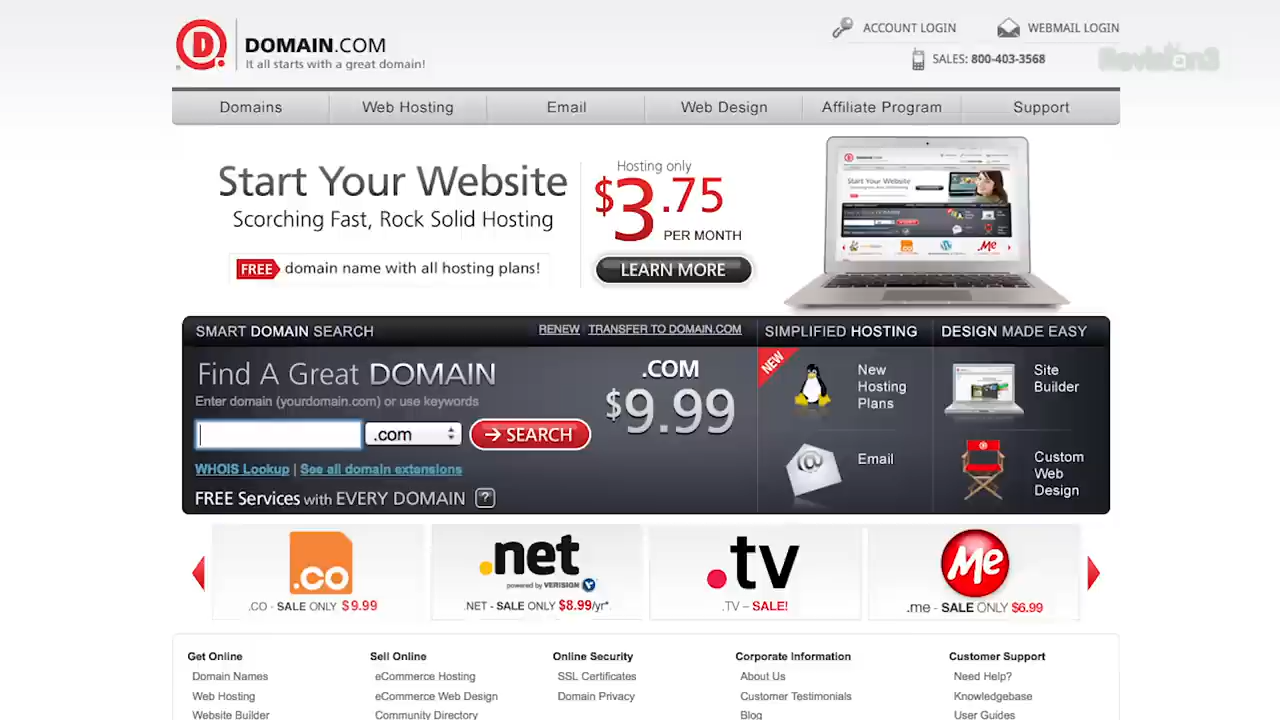 D.
DOMAIN.COM
It all starts with a great domain!
ACCOUNT LOGIN
WEBMAIL LOGIN
SALES: 800-403-3568
Revision3
Domains
Web Hosting
Email
Web Design
Affiliate Program
Support
Start Your Website
Scorching Fast, Rock Solid Hosting
FREE domain name with all hosting plans!
Hosting only
$3.75
PER MONTH
LEARN MORE
DOMAIN.COM
Start Your Website
SMART DOMAIN SEARCH
RENEW | TRANSFER TO DOMAIN.COM
Find A Great DOMAIN
Enter domain (yourdomain.com) or use keywords
.com
SEARCH
WHOIS Lookup | See all domain extensions
FREE Services with EVERY DOMAIN ?
.COM
$9.99
SIMPLIFIED HOSTING
NEW
New
Hosting
Plans
@
Email
DESIGN MADE EASY
Site
Builder
Custom
Web
Design
.co
.CO - SALE ONLY $9.99
.net
powered by VERISIGN
.NET - SALE ONLY $8.99/yr*
.tv
.TV – SALE!
Me
.me - SALE ONLY $6.99
Get Online
Domain Names
Web Hosting
Website Builder
Sell Online
eCommerce Hosting
eCommerce Web Design
Community Directory
Online Security
SSL Certificates
Domain Privacy
Corporate Information
About Us
Customer Testimonials
Blog
Customer Support
Need Help?
Knowledgebase
User Guides